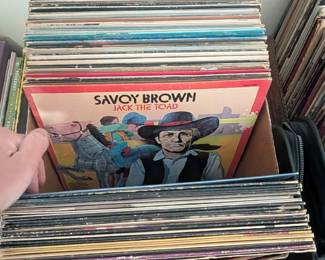 SAVOY BROWN
JACK THE TOAD